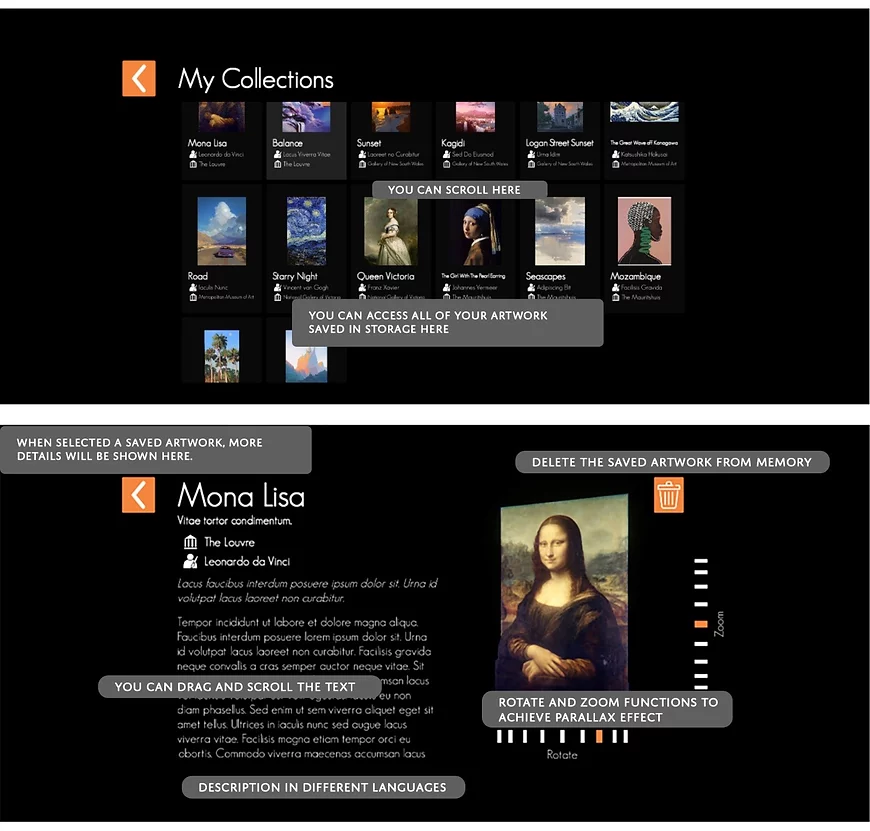 My Collections
Mona Lisa
Leonardo da Vinci
The Louvre
Balance
Lacus Viverra Vitae
The Louvre
Sunset
Laoreet no Curabitur
Gallery of New South Wales
Kagidi
Sed Do Eiusmod
Gallery of New South Wales
Logan Street Sunset
Urna Idire
Gallery of New South Wales
The Great Wave off Kanagawa
Katsushika Hokusai
Metropolitan Museum of Art
YOU CAN SCROLL HERE
Road
Iaculis Nunc
Metropolitan Museum of Art
Starry Night
Vincent van Gogh
National Gallery of Victoria
Queen Victoria
Franz Xavier
National Gallery of Victoria
The Girl With The Pearl Earring
Johannes Vermeer
The Mauritshuis
Seascapes
Adipiscing Elit
The Mauritshuis
Mozambique
Facilisis Gravida
The Mauritshuis
YOU CAN ACCESS ALL OF YOUR ARTWORK
SAVED IN STORAGE HERE
WHEN SELECTED A SAVED ARTWORK, MORE
DETAILS WILL BE SHOWN HERE.
DELETE THE SAVED ARTWORK FROM MEMORY
Mona Lisa
Vitae tortor condimentum.
The Louvre
Leonardo da Vinci
Lacus faucibus interdum posuere ipsum dolor sit. Urna id
volutpat lacus laoreet non curabitur.
Tempor incididunt ut labore et dolore magna aliqua.
Faucibus interdum posuere lorem ipsum dolor sit. Urna
id volutpat lacus laoreet non curabitur. Facilisis gravida
neque convallis a cras semper auctor neque vitae. Sit
lacus
YOU CAN DRAG AND SCROLL THE TEXT
eu non
diam phasellus. Sed enim ut sem viverra aliquet eget sit
amet tellus. Ultrices in iaculis nunc sed augue lacus
viverra vitae. Facilisis magna etiam tempor orci eu
obortis. Commodo viverra maecenas accumsan lacus
DESCRIPTION IN DIFFERENT LANGUAGES
Zoom
ROTATE AND ZOOM FUNCTIONS TO
ACHIEVE PARALLAX EFFECT
Rotate